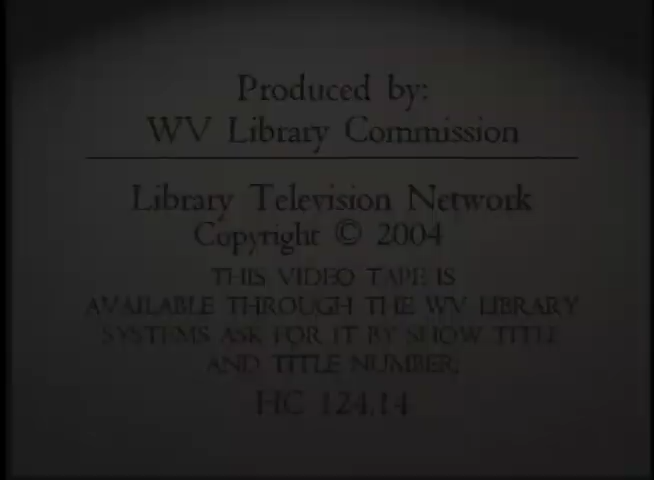 Produced by:
WV Library Commission
Library Television Network
Copyright © 2004
THIS VIDEO TAPE IS
AVAILABLE THROUGH THE WV LIBRARY
SYSTEMS ASK FOR IT BY SHOW TITLE
AND TITLE NUMBER;
HC 124.14